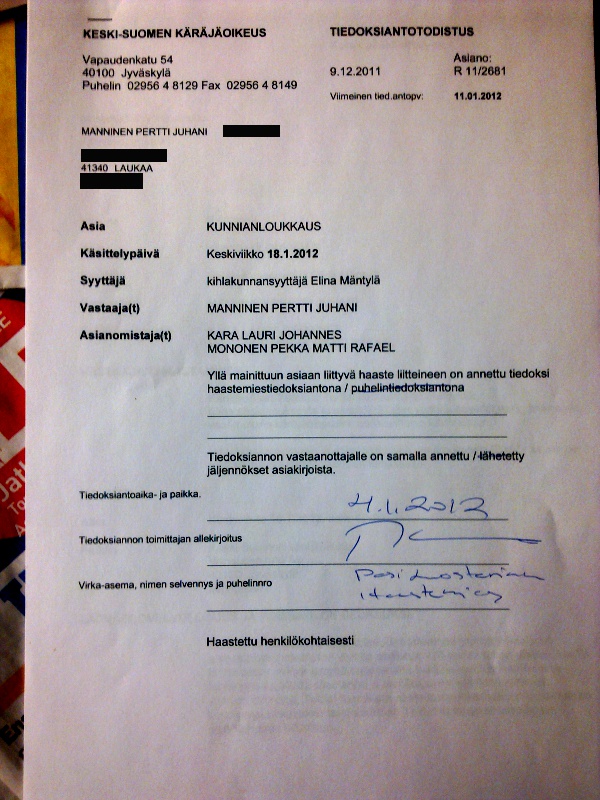 KESKI-SUOMEN KÄRÄJÄOIKEUS
TIEDOKSIANTOTODISTUS
Vapaudenkatu 54
40100 Jyväskylä
Puhelin 02956 4 8129 Fax 02956 4 8149
Asiano:
9.12.2011 R 11/2681
Viimeinen tied.antopv: 11.01.2012
MANNINEN PERTTI JUHANI
41340 LAUKAA
Asia KUNNIANLOUKKAUS
Käsittelypäivä Keskiviikko 18.1.2012
Syyttäjä kihlakunnansyyttäjä Elina Mäntylä
Vastaaja(t) MANNINEN PERTTI JUHANI
Asianomistaja(t) KARA LAURI JOHANNES
MONONEN PEKKA MATTI RAFAEL
Yllä mainittuun asiaan liittyvä haaste liitteineen on annettu tiedoksi
haastemiestiedoksiantona / puhelintiedoksiantona
Tiedoksiannon vastaanottajalle on samalla annettu / lähetetty
jäljennökset asiakirjoista.
Tiedoksiantoaika- ja paikka. 4.1.2012
Tiedoksiannon toimittajan allekirjoitus
Virka-asema, nimen selvennys ja puhelinnro Pasi
Haastemies
Haastettu henkilökohtaisesti